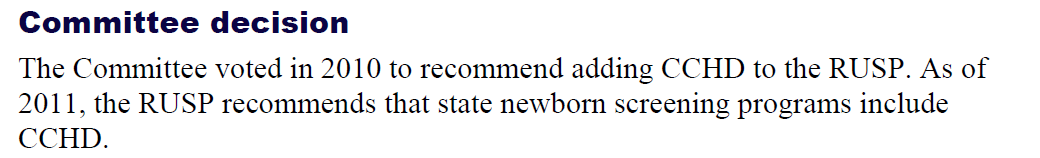 Committee decision
The Committee voted in 2010 to recommend adding CCHD to the RUSP. As of
2011, the RUSP recommends that state newborn screening programs include
CCHD.